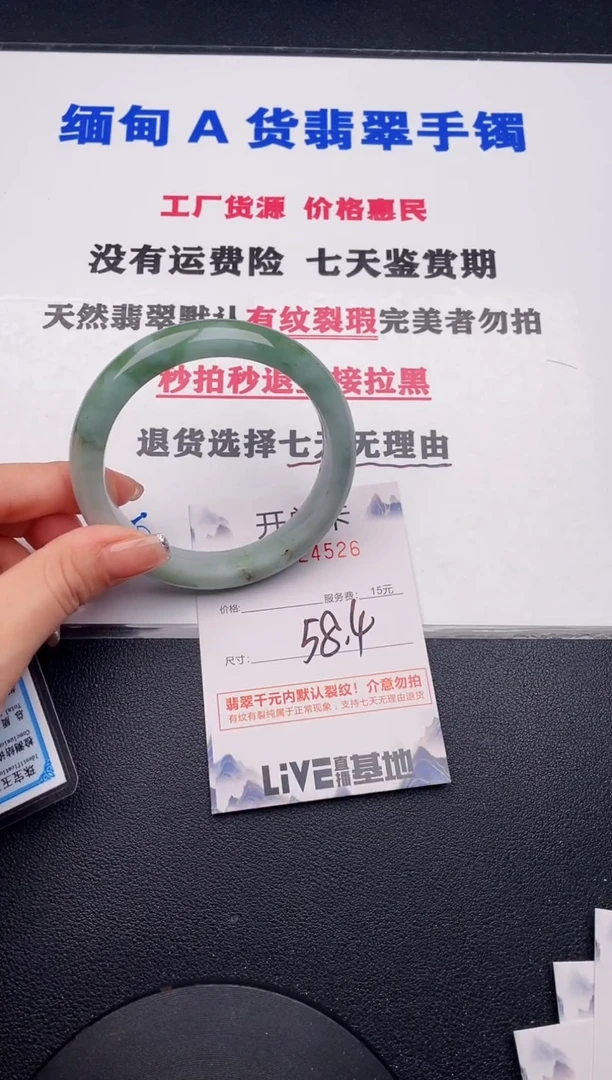 缅甸A货翡翠手镯
工厂货源 价格惠民
没有运费险 七天鉴赏期
天然翡翠默认有纹裂瑕完美者勿拍
秒拍秒退 接拉黑
退货选择七天无理由
开 卡
24526
价格: 服务费: 15元
尺寸: 58.4
翡翠千元内默认裂纹！介意勿拍
有纹有裂纯属于正常现象，支持七天无理由退货
LiVE直播基地